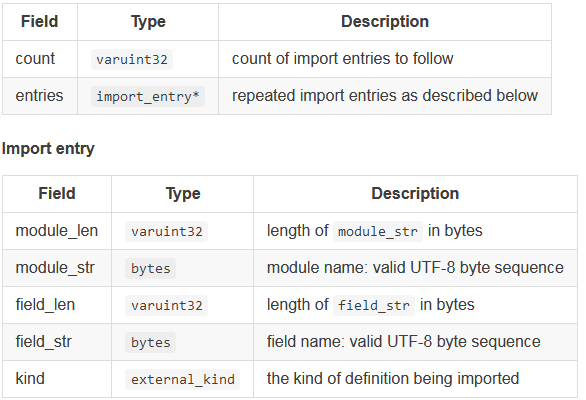 Field Type Description
count varuint32 count of import entries to follow
entries import_entry* repeated import entries as described below
Import entry
Field Type Description
module_len varuint32 length of module_str in bytes
module_str bytes module name: valid UTF-8 byte sequence
field_len varuint32 length of field_str in bytes
field_str bytes field name: valid UTF-8 byte sequence
kind external_kind the kind of definition being imported